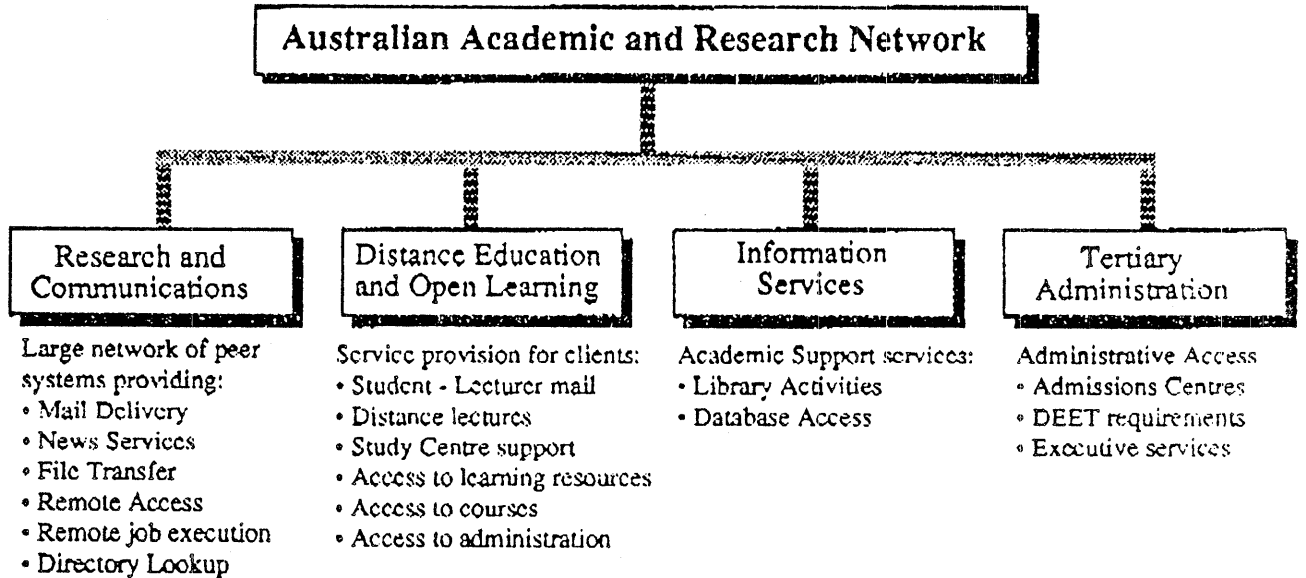 Australian Academic and Research Network
Research and
Communications
Large network of peer
systems providing:
• Mail Delivery
• News Services
• File Transfer
• Remote Access
• Remote job execution
• Directory Lookup
Distance Education
and Open Learning
Service provision for clients:
• Student - Lecturer mail
• Distance lectures
• Study Centre support
• Access to learning resources
• Access to courses
• Access to administration
Information
Services
Academic Support services:
• Library Activities
• Database Access
Tertiary
Administration
Administrative Access
• Admissions Centres
• DEET requirements
• Executive services